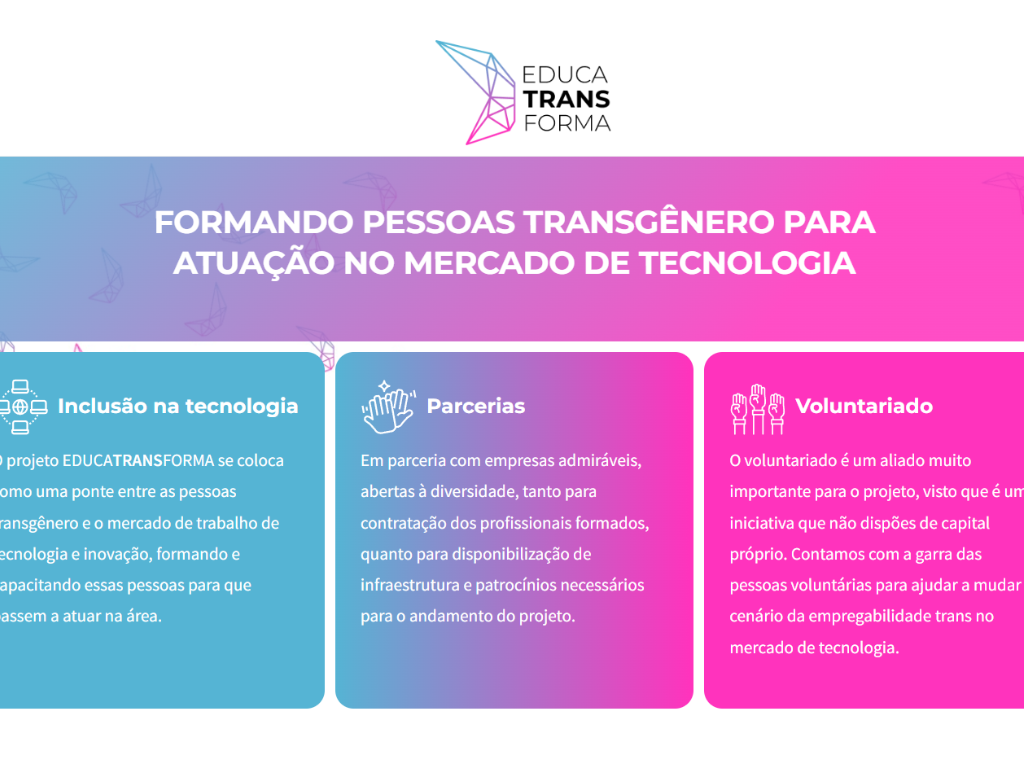 EDUCA
TRANS
FORMA
FORMANDO PESSOAS TRANSGÊNERO PARA
ATUAÇÃO NO MERCADO DE TECNOLOGIA
Inclusão na tecnologia
O projeto EDUCATRANSFORMA se coloca
como uma ponte entre as pessoas
transgênero e o mercado de trabalho de
tecnologia e inovação, formando e
capacitando essas pessoas para que
passem a atuar na área.
Parcerias
Em parceria com empresas admiráveis,
abertas à diversidade, tanto para
contratação dos profissionais formados,
quanto para disponibilização de
infraestrutura e patrocínios necessários
para o andamento do projeto.
Voluntariado
O voluntariado é um aliado muito
importante para o projeto, visto que é um
iniciativa que não dispões de capital
próprio. Contamos com a garra das
pessoas voluntárias para ajudar a mudar
cenário da empregabilidade trans no
mercado de tecnologia.